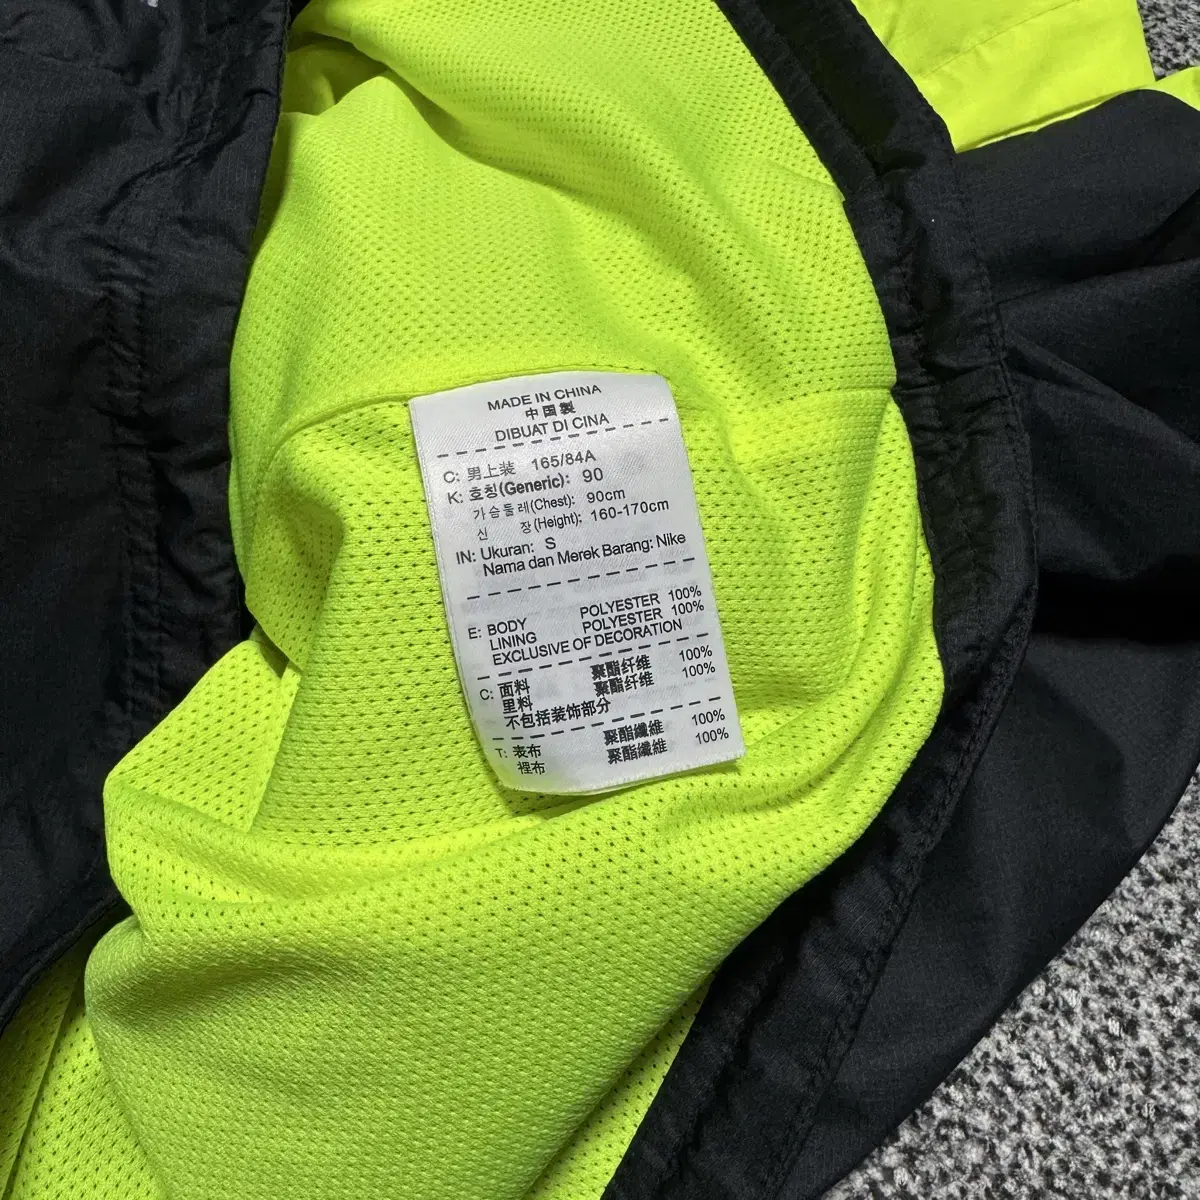 MADE IN CHINA
中国製
DIBUAT DI CINA
C: 男上装 165/84A
K: 호칭(Generic): 90
가슴둘레(Chest): 90cm
신 장(Height): 160-170cm
IN: Ukuran: S
Nama dan Merek Barang: Nike
E: BODY POLYESTER 100%
LINING POLYESTER 100%
EXCLUSIVE OF DECORATION
C: 面料 聚酯纤维 100%
里料 聚酯纤维 100%
不包括装饰部分
T: 表布 聚酯纖維 100%
裡布 聚酯纖維 100%